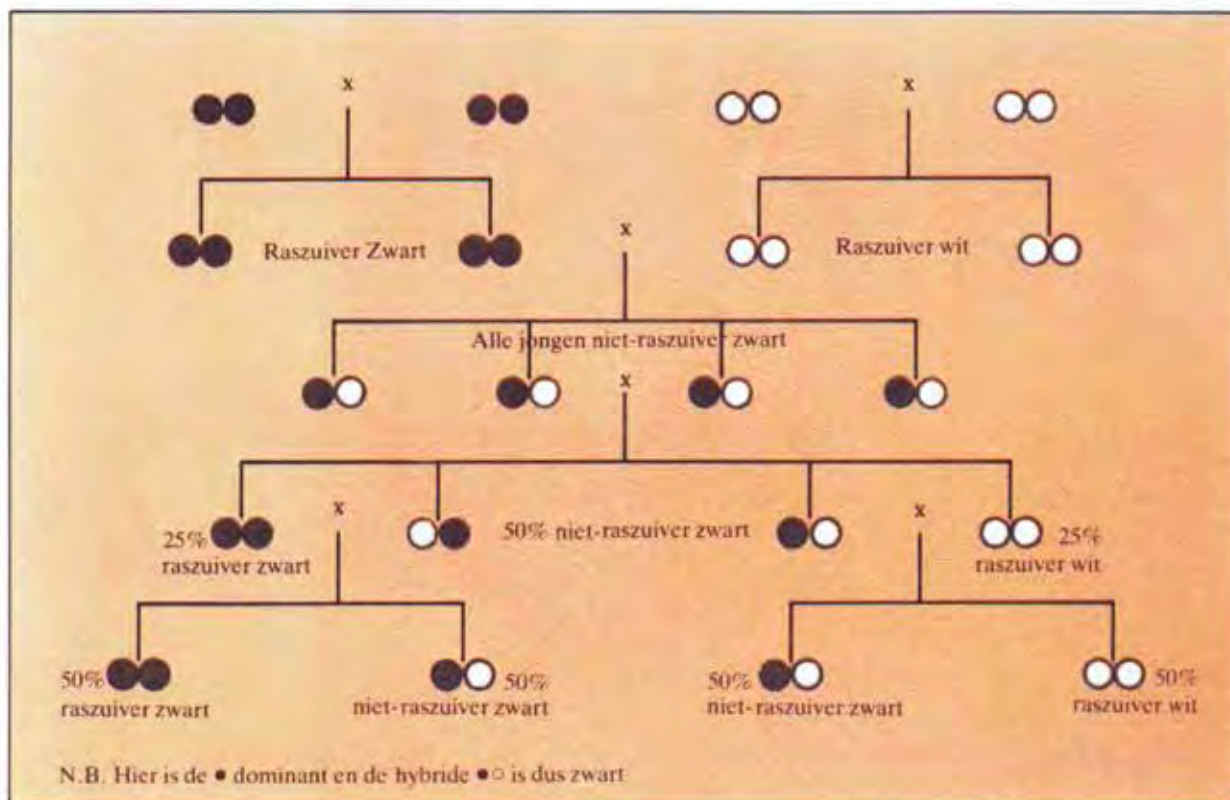 x
x
Raszuiver Zwart
x
Raszuiver wit
Alle jongen niet-raszuiver zwart
x
25%
raszuiver zwart
x
50% niet-raszuiver zwart
x
25%
raszuiver wit
50%
raszuiver zwart
50%
niet-raszuiver zwart
50%
niet-raszuiver zwart
50%
raszuiver wit
N.B. Hier is de ● dominant en de hybride ●○ is dus zwart